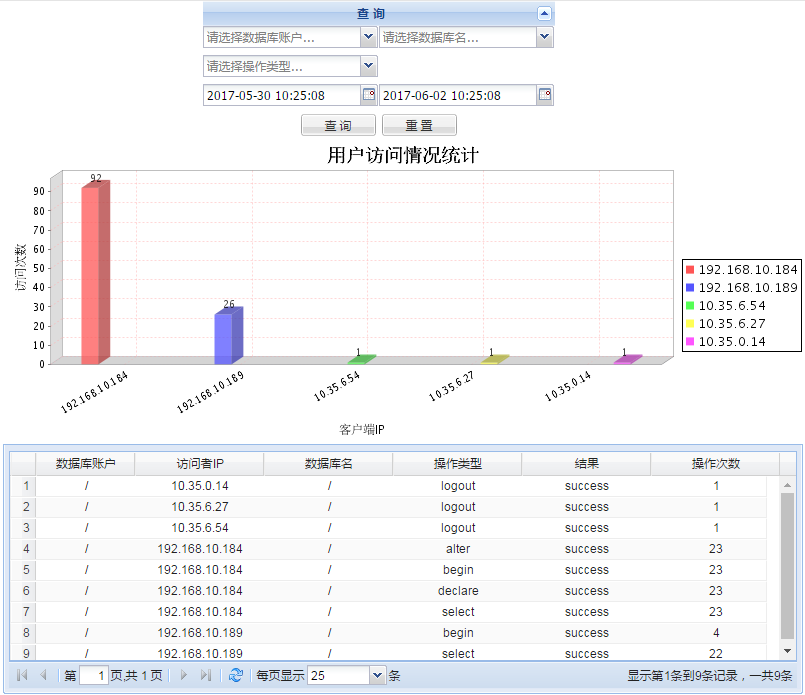 查 询
请选择数据库账户... 请选择数据库名...
请选择操作类型...
2017-05-30 10:25:08 2017-06-02 10:25:08
查 询 重 置
用户访问情况统计
访问次数
90
80
70
60
50
40
30
20
10
0
92
26
1
1
1
192.168.10.184
192.168.10.189
10.35.6.54
10.35.6.27
10.35.0.14
客户端IP
192.168.10.184
192.168.10.189
10.35.6.54
10.35.6.27
10.35.0.14
数据库账户 访问者IP 数据库名 操作类型 结果 操作次数
1 / 10.35.0.14 / logout success 1
2 / 10.35.6.27 / logout success 1
3 / 10.35.6.54 / logout success 1
4 / 192.168.10.184 / alter success 23
5 / 192.168.10.184 / begin success 23
6 / 192.168.10.184 / declare success 23
7 / 192.168.10.184 / select success 23
8 / 192.168.10.189 / begin success 4
9 / 192.168.10.189 / select success 22
第 1 页,共 1 页 每页显示 25 条 显示第1条到9条记录，一共9条